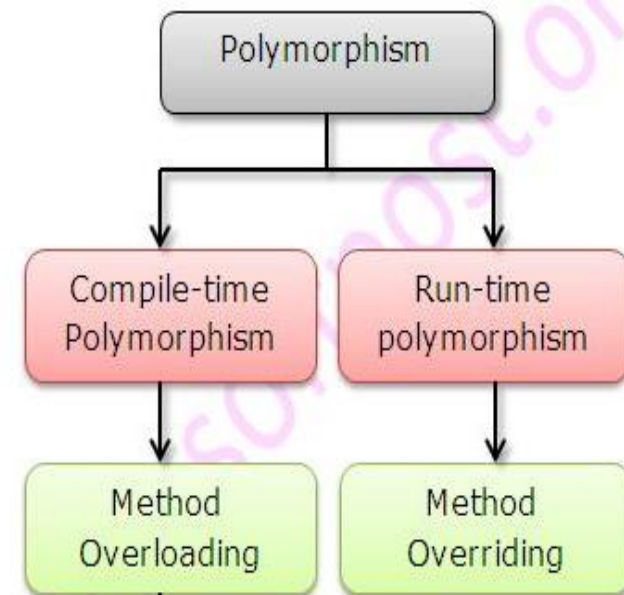 Polymorphism
Compile-time
Polymorphism
Run-time
polymorphism
Method
Overloading
Method
Overriding